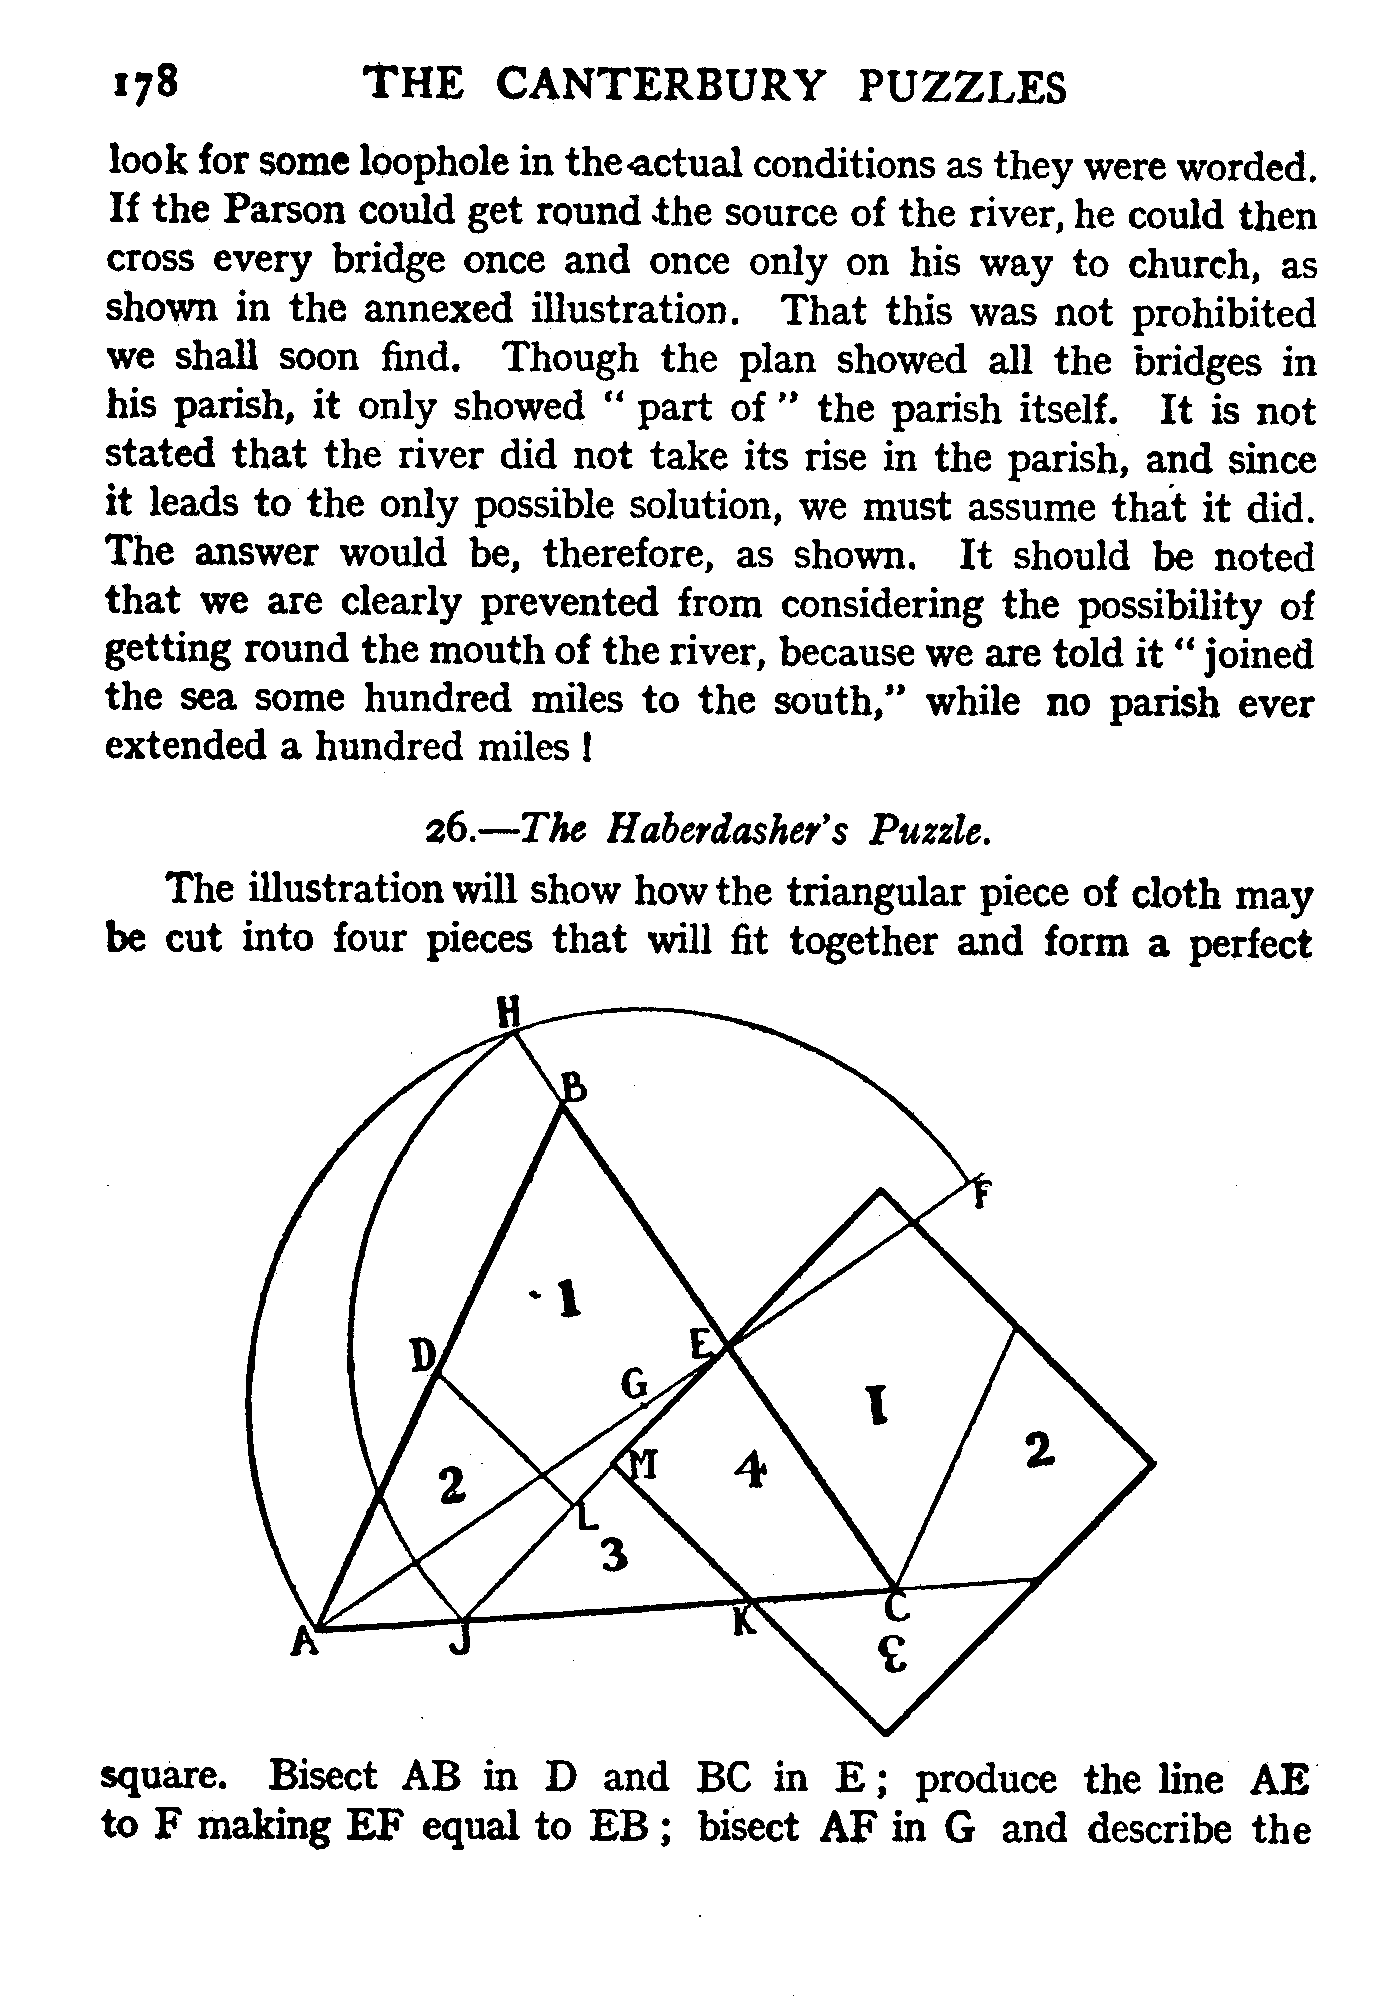 178 THE CANTERBURY PUZZLES
look for some loophole in the actual conditions as they were worded.
If the Parson could get round the source of the river, he could then
cross every bridge once and once only on his way to church, as
shown in the annexed illustration. That this was not prohibited
we shall soon find. Though the plan showed all the bridges in
his parish, it only showed “ part of ” the parish itself. It is not
stated that the river did not take its rise in the parish, and since
it leads to the only possible solution, we must assume that it did.
The answer would be, therefore, as shown. It should be noted
that we are clearly prevented from considering the possibility of
getting round the mouth of the river, because we are told it “ joined
the sea some hundred miles to the south,” while no parish ever
extended a hundred miles !
26.—The Haberdasher's Puzzle.
The illustration will show how the triangular piece of cloth may
be cut into four pieces that will fit together and form a perfect
H
B
F
1
D
E
G
1
2
M
4
2
L
3
A
J
K
C
3
square. Bisect AB in D and BC in E ; produce the line AE
to F making EF equal to EB ; bisect AF in G and describe the